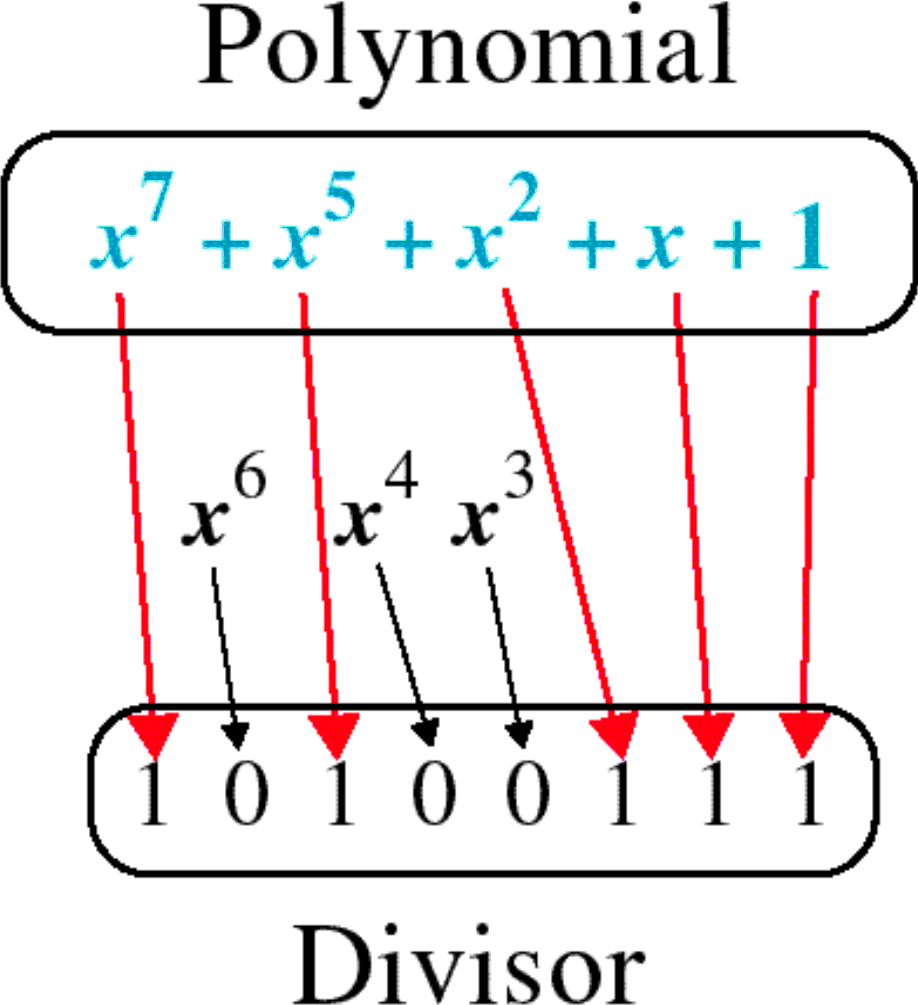 Polynomial
x⁷ + x⁵ + x² + x + 1
x⁶ x⁴ x³
1 0 1 0 0 1 1 1
Divisor